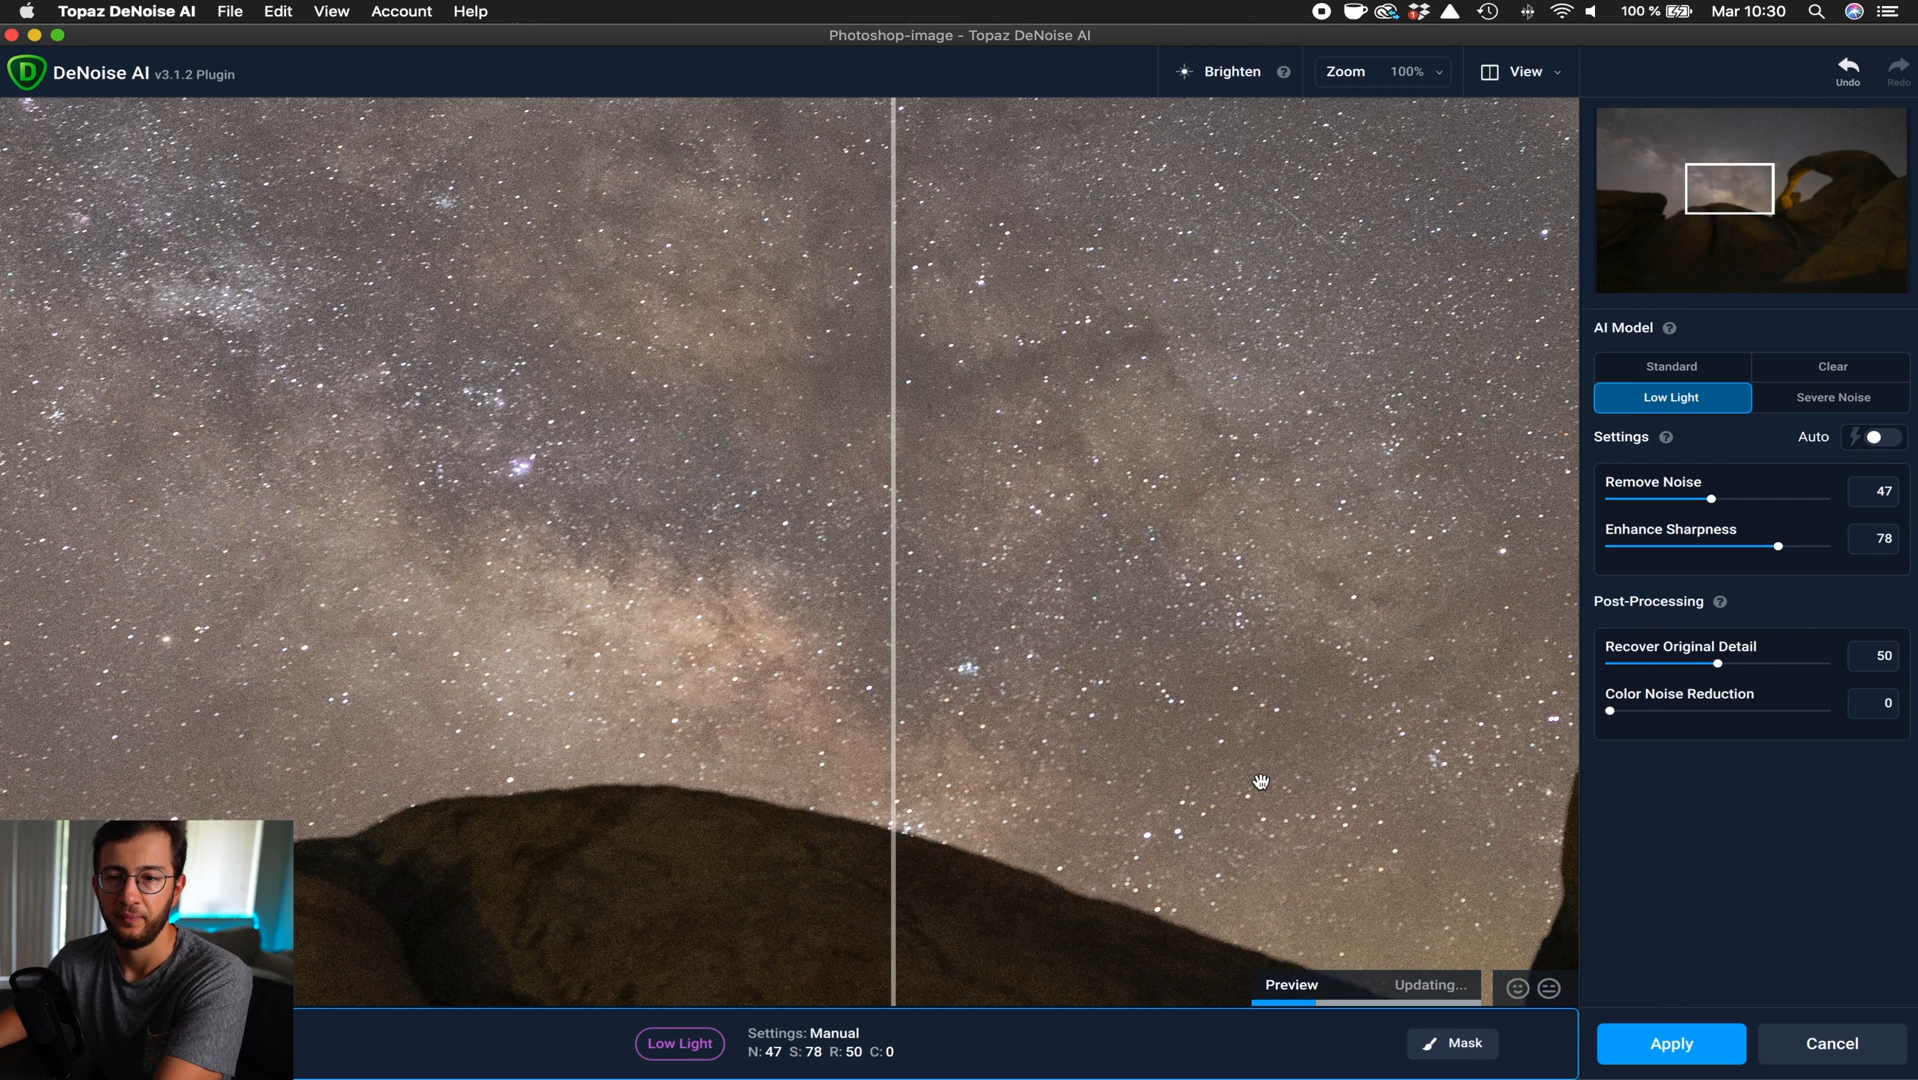 Topaz DeNoise AI File Edit View Account Help 1 100 % Mar 10:30
Photoshop-image - Topaz DeNoise AI
D DeNoise AI v3.1.2 Plugin Brighten ? Zoom 100% View Undo Redo
AI Model ?
Standard Clear
Low Light Severe Noise
Settings ? Auto
Remove Noise 47
Enhance Sharpness 78
Post-Processing ?
Recover Original Detail 50
Color Noise Reduction 0
Preview Updating...
Low Light Settings: Manual
N: 47 S: 78 R: 50 C: 0
Mask Apply Cancel